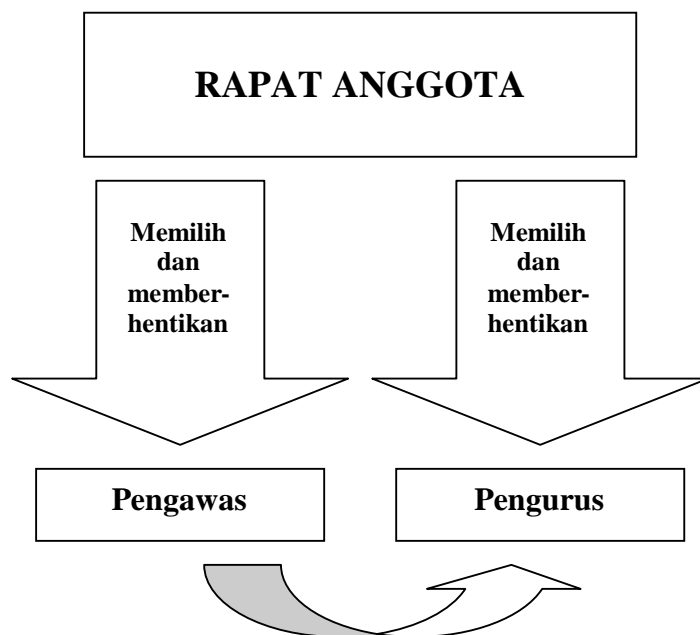 RAPAT ANGGOTA
Memilih
dan
member-
hentikan
Memilih
dan
member-
hentikan
Pengawas
Pengurus